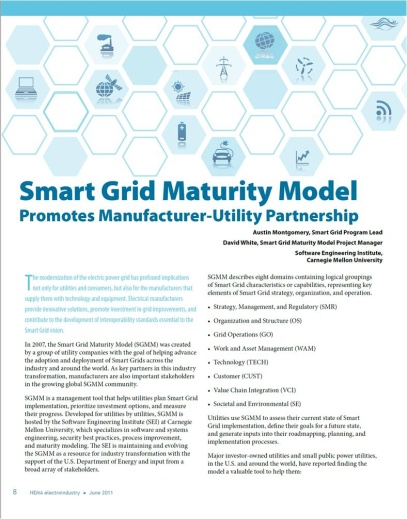 Smart Grid Maturity Model
Promotes Manufacturer-Utility Partnership
Austin Montgomery, Smart Grid Program Lead
David White, Smart Grid Maturity Model Project Manager
Software Engineering Institute,
Carnegie Mellon University
The modernization of the electric power grid has profound implications
not only for utilities and consumers, but also for the manufacturers that
supply them with technology and equipment. Electrical manufacturers
provide innovative solutions, promote investment in grid improvements, and
contribute to the development of interoperability standards essential to the
Smart Grid vision.
In 2007, the Smart Grid Maturity Model (SGMM) was created
by a group of utility companies with the goal of helping advance
the adoption and deployment of Smart Grids across the
industry and around the world. As key partners in this industry
transformation, manufacturers are also important stakeholders
in the growing global SGMM community.
SGMM is a management tool that helps utilities plan Smart Grid
implementation, prioritize investment options, and measure
their progress. Developed for utilities by utilities, SGMM is
hosted by the Software Engineering Institute (SEI) at Carnegie
Mellon University, which specializes in software and systems
engineering, security best practices, process improvement,
and maturity modeling. The SEI is maintaining and evolving
the SGMM as a resource for industry transformation with the
support of the U.S. Department of Energy and input from a
broad array of stakeholders.
SGMM describes eight domains containing logical groupings
of Smart Grid characteristics or capabilities, representing key
elements of Smart Grid strategy, organization, and operation.
• Strategy, Management, and Regulatory (SMR)
• Organization and Structure (OS)
• Grid Operations (GO)
• Work and Asset Management (WAM)
• Technology (TECH)
• Customer (CUST)
• Value Chain Integration (VCI)
• Societal and Environmental (SE)
Utilities use SGMM to assess their current state of Smart
Grid implementation, define their goals for a future state,
and generate inputs into their roadmapping, planning, and
implementation processes.
Major investor-owned utilities and small public power utilities,
in the U.S. and around the world, have reported finding the
model a valuable tool to help them:
8 NEMA electroindustry • June 2011